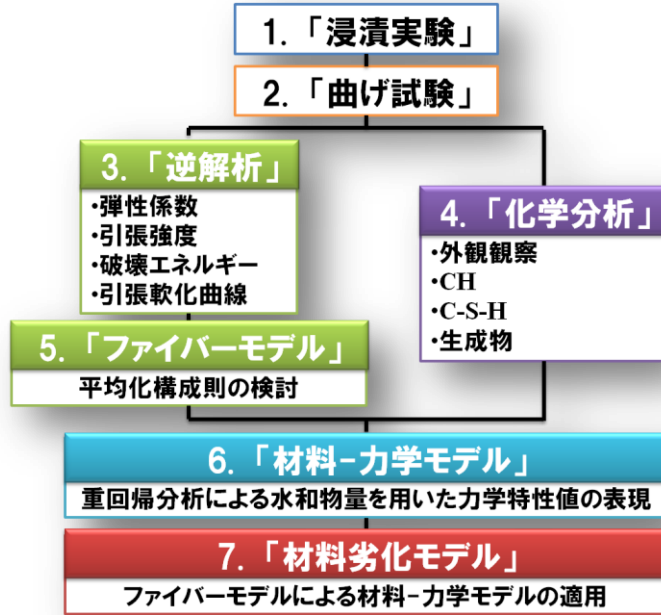 1.「浸漬実験」
2.「曲げ試験」
3.「逆解析」
・弾性係数
・引張強度
・破壊エネルギー
・引張軟化曲線
4.「化学分析」
・外観観察
・CH
・C-S-H
・生成物
5.「ファイバーモデル」
平均化構成則の検討
6.「材料-力学モデル」
重回帰分析による水和物量を用いた力学特性値の表現
7.「材料劣化モデル」
ファイバーモデルによる材料-力学モデルの適用